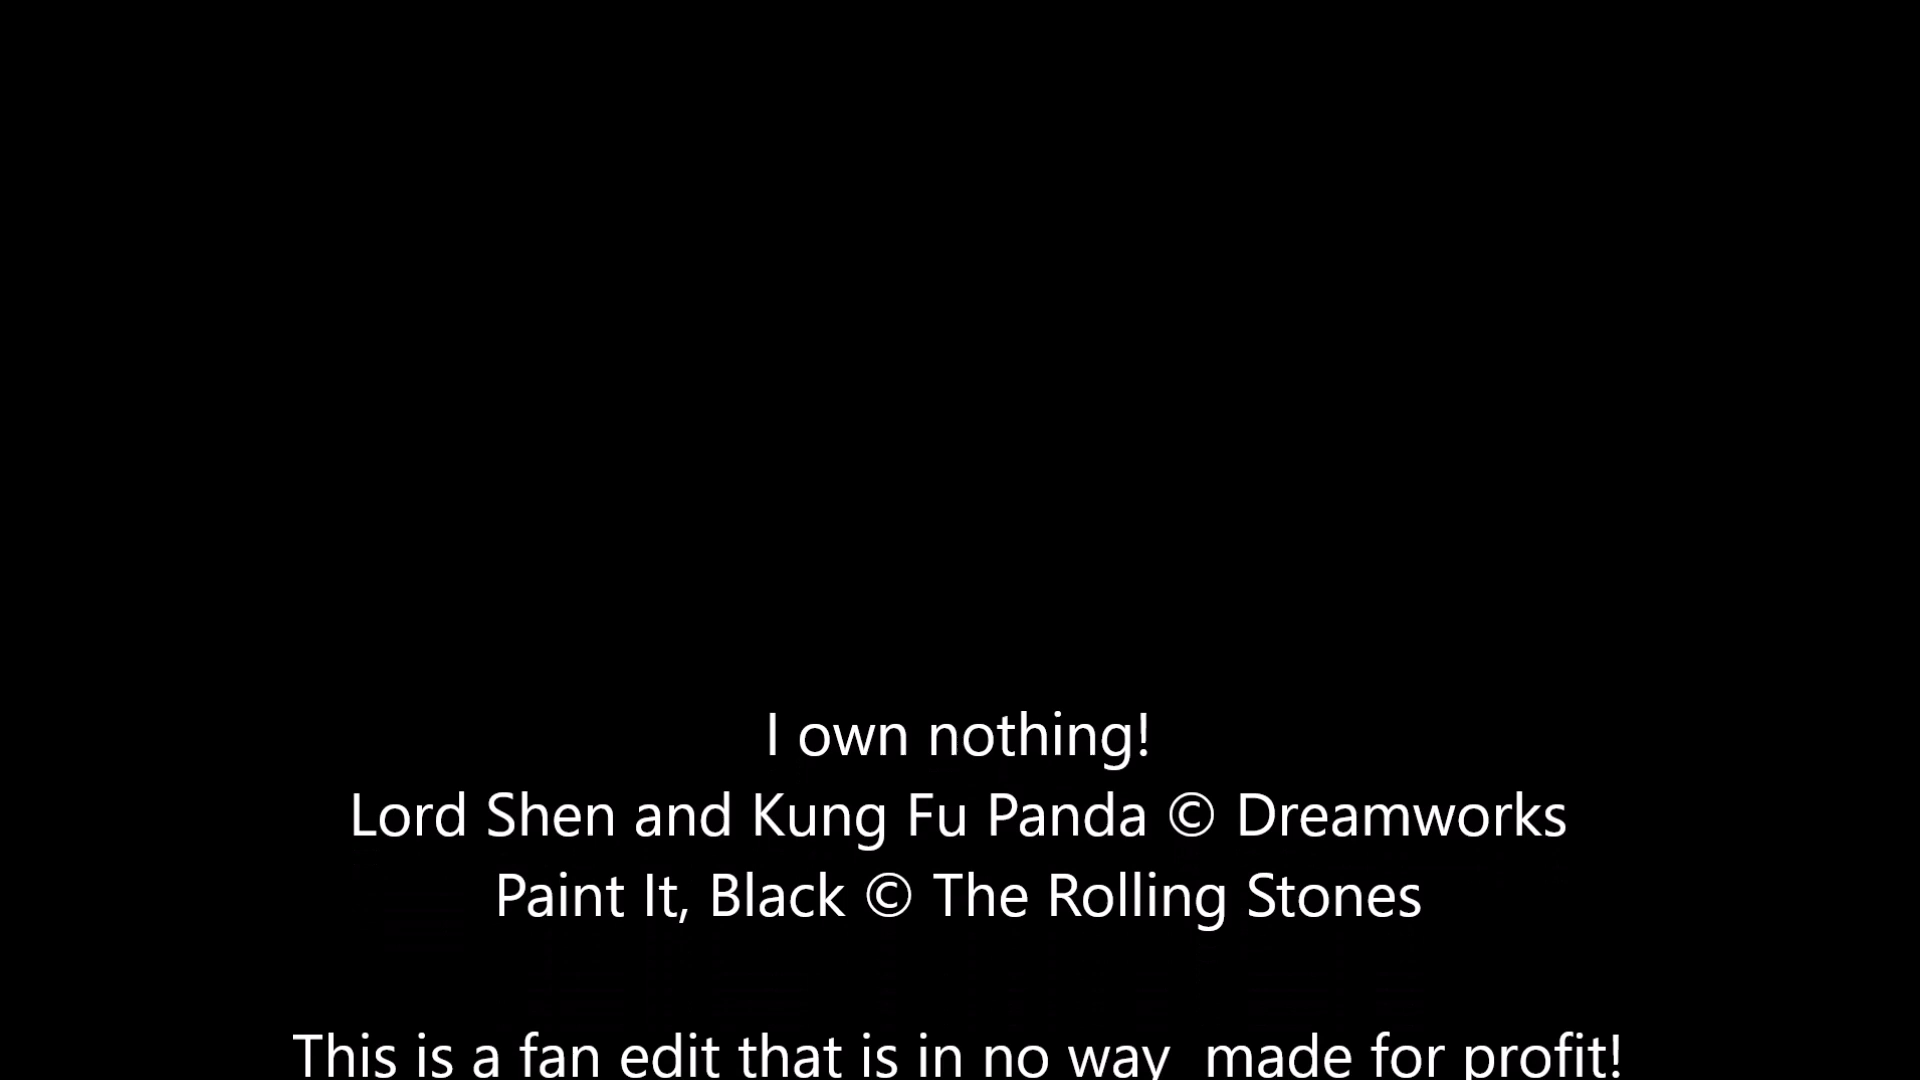 I own nothing!
Lord Shen and Kung Fu Panda © Dreamworks
Paint It, Black © The Rolling Stones
This is a fan edit that is in no way  made for profit!